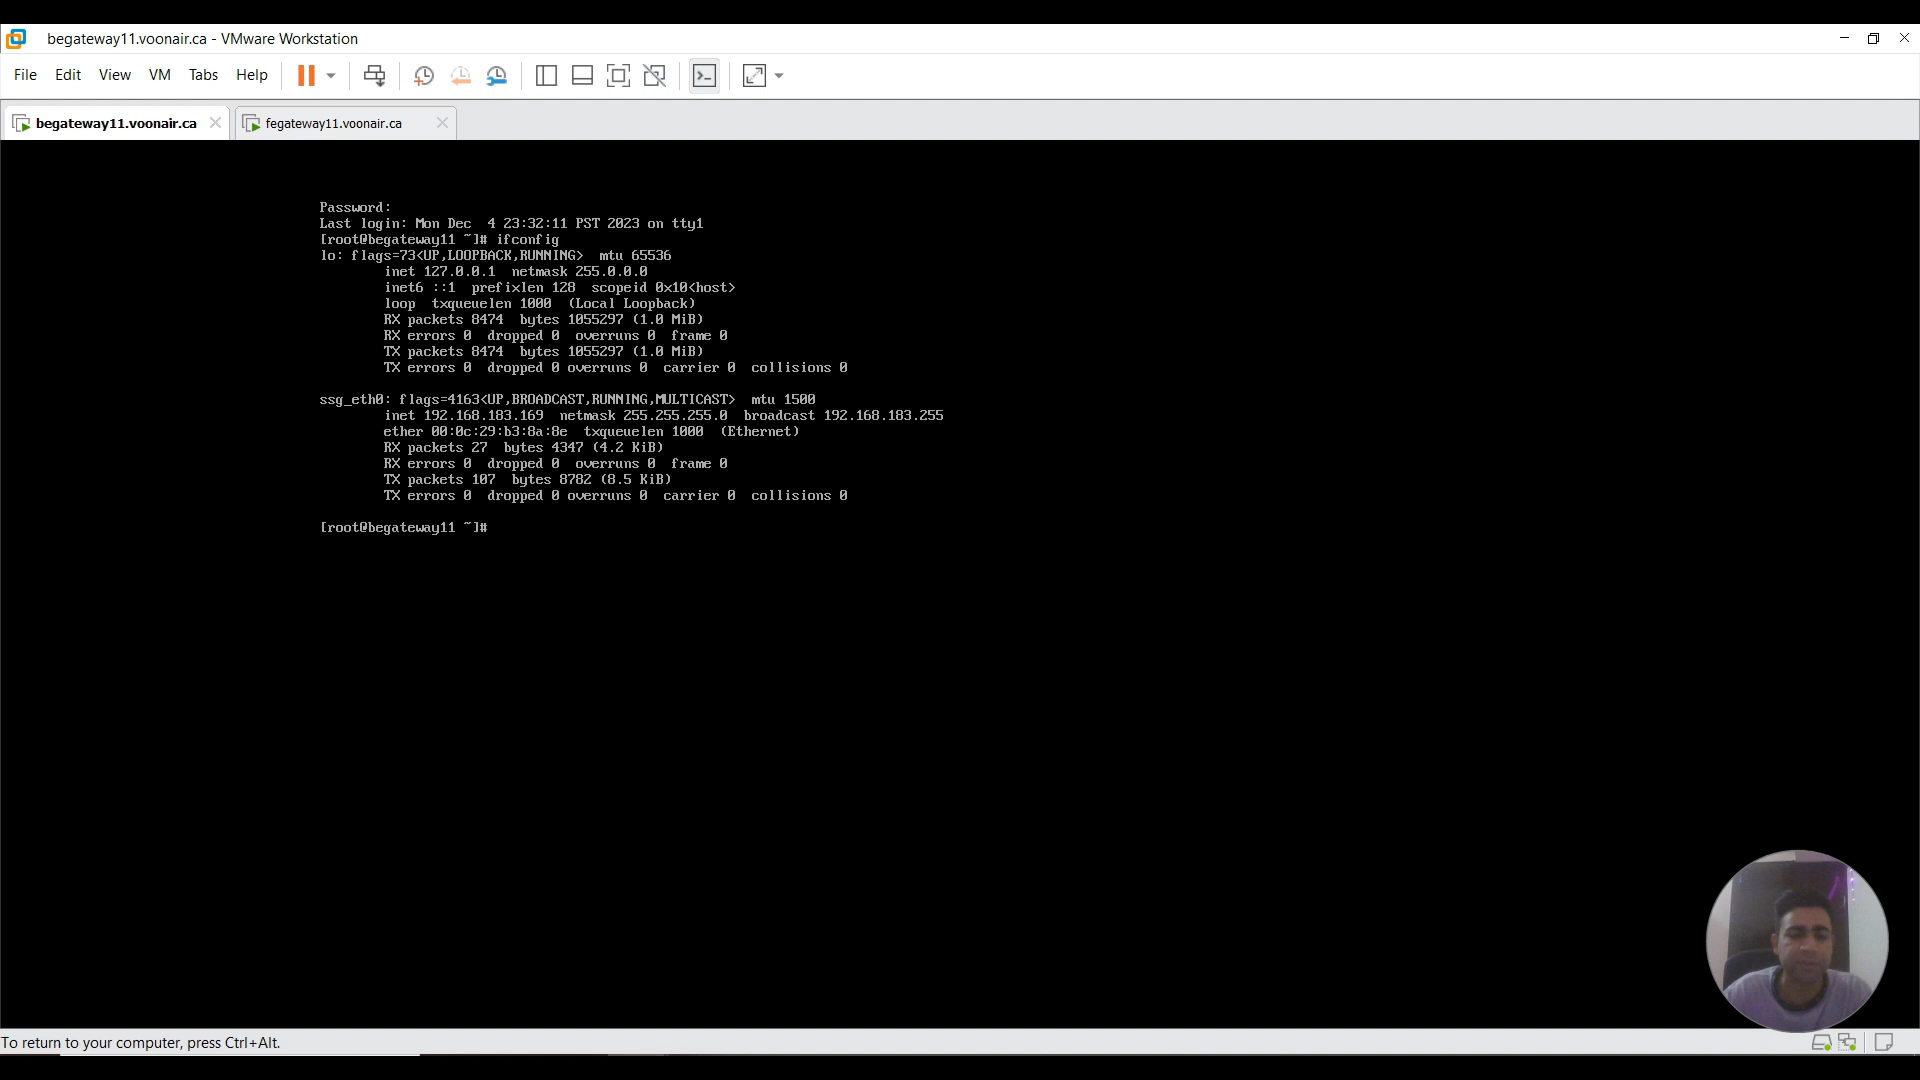 begateway11.voonair.ca - VMware Workstation
File Edit View VM Tabs Help
begateway11.voonair.ca fegateway11.voonair.ca
Password:
Last login: Mon Dec  4 23:32:11 PST 2023 on tty1
[root@begateway11 ~]# ifconfig
lo: flags=73<UP,LOOPBACK,RUNNING>  mtu 65536
inet 127.0.0.1  netmask 255.0.0.0
inet6 ::1  prefixlen 128  scopeid 0x10<host>
loop  txqueuelen 1000  (Local Loopback)
RX packets 8474  bytes 1055297 (1.0 MiB)
RX errors 0  dropped 0  overruns 0  frame 0
TX packets 8474  bytes 1055297 (1.0 MiB)
TX errors 0  dropped 0 overruns 0  carrier 0  collisions 0
ssg_eth0: flags=4163<UP,BROADCAST,RUNNING,MULTICAST>  mtu 1500
inet 192.168.183.169  netmask 255.255.255.0  broadcast 192.168.183.255
ether 00:0c:29:b3:8a:8e  txqueuelen 1000  (Ethernet)
RX packets 27  bytes 4347 (4.2 KiB)
RX errors 0  dropped 0  overruns 0  frame 0
TX packets 107  bytes 8782 (8.5 KiB)
TX errors 0  dropped 0 overruns 0  carrier 0  collisions 0
[root@begateway11 ~]#
To return to your computer, press Ctrl+Alt.